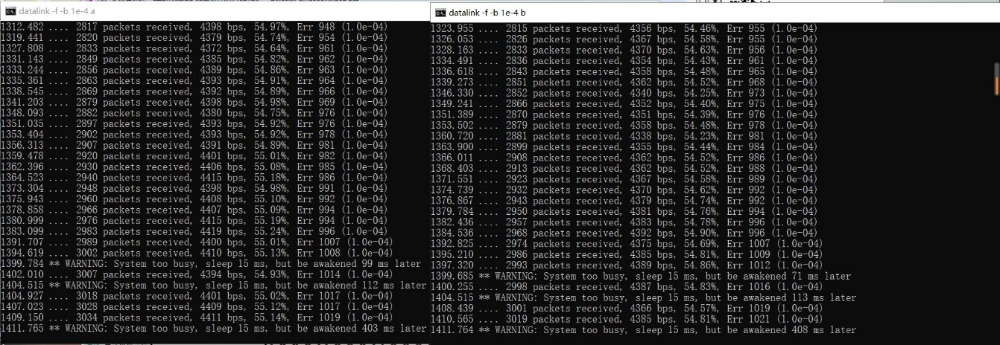 datalink -f -b 1e-4 a
1312.482 .... 2817 packets received, 4398 bps, 54.97%, Err 948 (1.0e-04)
1319.441 .... 2820 packets received, 4379 bps, 54.74%, Err 954 (1.0e-04)
1327.808 .... 2833 packets received, 4372 bps, 54.64%, Err 961 (1.0e-04)
1331.143 .... 2849 packets received, 4385 bps, 54.82%, Err 962 (1.0e-04)
1333.244 .... 2856 packets received, 4389 bps, 54.86%, Err 963 (1.0e-04)
1335.361 .... 2863 packets received, 4393 bps, 54.91%, Err 964 (1.0e-04)
1338.545 .... 2869 packets received, 4392 bps, 54.89%, Err 966 (1.0e-04)
1341.203 .... 2879 packets received, 4398 bps, 54.98%, Err 969 (1.0e-04)
1348.093 .... 2882 packets received, 4380 bps, 54.75%, Err 976 (1.0e-04)
1351.035 .... 2897 packets received, 4393 bps, 54.92%, Err 976 (1.0e-04)
1353.404 .... 2902 packets received, 4393 bps, 54.92%, Err 978 (1.0e-04)
1356.313 .... 2907 packets received, 4391 bps, 54.89%, Err 981 (1.0e-04)
1359.478 .... 2920 packets received, 4401 bps, 55.01%, Err 982 (1.0e-04)
1362.396 .... 2930 packets received, 4406 bps, 55.08%, Err 985 (1.0e-04)
1364.523 .... 2940 packets received, 4415 bps, 55.18%, Err 986 (1.0e-04)
1373.304 .... 2948 packets received, 4398 bps, 54.98%, Err 991 (1.0e-04)
1375.943 .... 2960 packets received, 4408 bps, 55.10%, Err 992 (1.0e-04)
1378.858 .... 2966 packets received, 4407 bps, 55.09%, Err 994 (1.0e-04)
1380.999 .... 2976 packets received, 4415 bps, 55.19%, Err 994 (1.0e-04)
1383.099 .... 2983 packets received, 4419 bps, 55.24%, Err 996 (1.0e-04)
1391.707 .... 2989 packets received, 4400 bps, 55.01%, Err 1007 (1.0e-04)
1394.619 .... 3002 packets received, 4410 bps, 55.13%, Err 1008 (1.0e-04)
1399.784 ** WARNING: System too busy, sleep 15 ms, but be awakened 99 ms later
1402.010 .... 3007 packets received, 4394 bps, 54.93%, Err 1014 (1.0e-04)
1404.515 ** WARNING: System too busy, sleep 15 ms, but be awakened 112 ms later
1404.927 .... 3018 packets received, 4401 bps, 55.02%, Err 1017 (1.0e-04)
1407.023 .... 3028 packets received, 4409 bps, 55.12%, Err 1017 (1.0e-04)
1409.150 .... 3034 packets received, 4411 bps, 55.14%, Err 1019 (1.0e-04)
1411.765 ** WARNING: System too busy, sleep 15 ms, but be awakened 403 ms later
datalink -f -b 1e-4 b
1323.955 .... 2815 packets received, 4356 bps, 54.46%, Err 955 (1.0e-04)
1326.053 .... 2826 packets received, 4367 bps, 54.58%, Err 955 (1.0e-04)
1328.163 .... 2833 packets received, 4370 bps, 54.63%, Err 956 (1.0e-04)
1334.491 .... 2836 packets received, 4354 bps, 54.43%, Err 961 (1.0e-04)
1336.618 .... 2843 packets received, 4358 bps, 54.48%, Err 965 (1.0e-04)
1339.273 .... 2851 packets received, 4362 bps, 54.52%, Err 968 (1.0e-04)
1346.330 .... 2852 packets received, 4340 bps, 54.25%, Err 973 (1.0e-04)
1349.241 .... 2866 packets received, 4352 bps, 54.40%, Err 975 (1.0e-04)
1351.389 .... 2870 packets received, 4351 bps, 54.39%, Err 976 (1.0e-04)
1353.502 .... 2879 packets received, 4358 bps, 54.48%, Err 978 (1.0e-04)
1360.720 .... 2881 packets received, 4338 bps, 54.23%, Err 981 (1.0e-04)
1363.900 .... 2899 packets received, 4355 bps, 54.44%, Err 984 (1.0e-04)
1366.011 .... 2908 packets received, 4362 bps, 54.52%, Err 986 (1.0e-04)
1368.403 .... 2913 packets received, 4362 bps, 54.52%, Err 988 (1.0e-04)
1371.551 .... 2923 packets received, 4367 bps, 54.58%, Err 989 (1.0e-04)
1374.739 .... 2932 packets received, 4370 bps, 54.62%, Err 992 (1.0e-04)
1376.867 .... 2943 packets received, 4379 bps, 54.74%, Err 992 (1.0e-04)
1379.784 .... 2950 packets received, 4381 bps, 54.76%, Err 994 (1.0e-04)
1382.436 .... 2957 packets received, 4383 bps, 54.78%, Err 996 (1.0e-04)
1384.536 .... 2968 packets received, 4392 bps, 54.90%, Err 996 (1.0e-04)
1392.825 .... 2974 packets received, 4375 bps, 54.69%, Err 1007 (1.0e-04)
1395.210 .... 2986 packets received, 4385 bps, 54.81%, Err 1009 (1.0e-04)
1397.320 .... 2993 packets received, 4389 bps, 54.86%, Err 1012 (1.0e-04)
1399.685 ** WARNING: System too busy, sleep 15 ms, but be awakened 71 ms later
1400.255 .... 2998 packets received, 4387 bps, 54.83%, Err 1016 (1.0e-04)
1404.515 ** WARNING: System too busy, sleep 15 ms, but be awakened 113 ms later
1408.439 .... 3001 packets received, 4366 bps, 54.57%, Err 1019 (1.0e-04)
1410.565 .... 3019 packets received, 4385 bps, 54.81%, Err 1021 (1.0e-04)
1411.764 ** WARNING: System too busy, sleep 15 ms, but be awakened 408 ms later